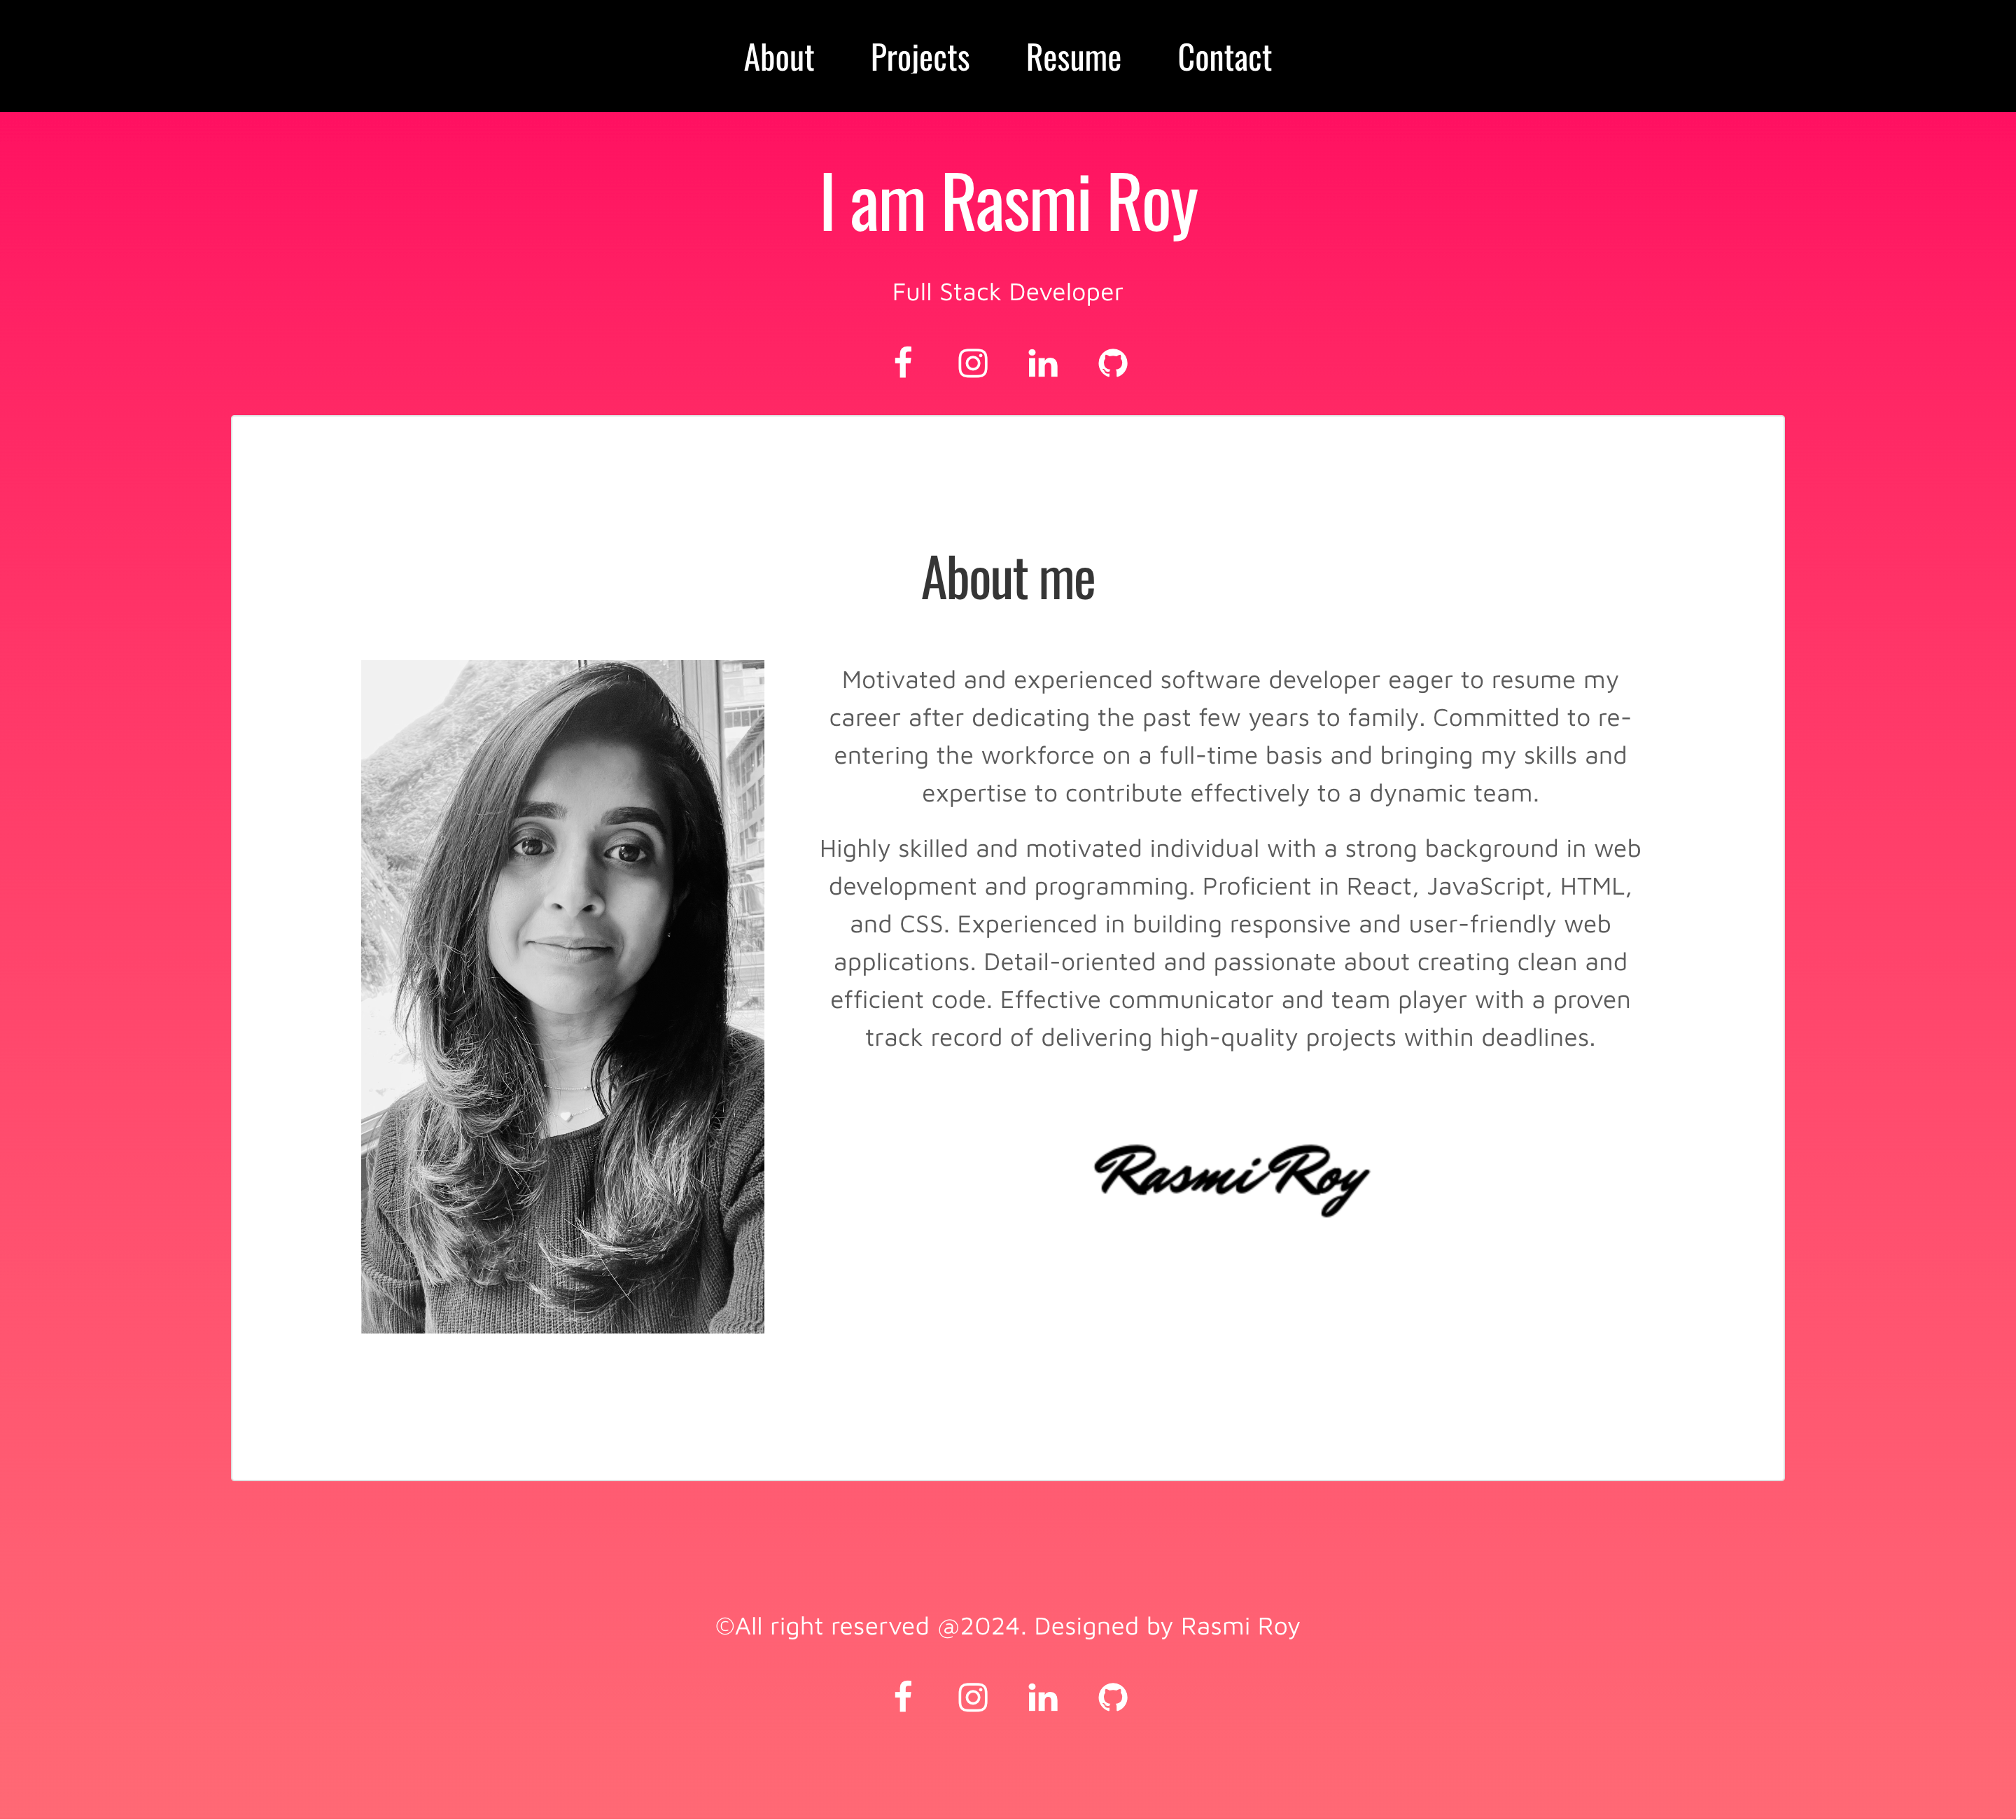 About Projects Resume Contact
I am Rasmi Roy
Full Stack Developer
About me
Motivated and experienced software developer eager to resume my
career after dedicating the past few years to family. Committed to re-
entering the workforce on a full-time basis and bringing my skills and
expertise to contribute effectively to a dynamic team.
Highly skilled and motivated individual with a strong background in web
development and programming. Proficient in React, JavaScript, HTML,
and CSS. Experienced in building responsive and user-friendly web
applications. Detail-oriented and passionate about creating clean and
efficient code. Effective communicator and team player with a proven
track record of delivering high-quality projects within deadlines.
Rasmi Roy
©All right reserved @2024. Designed by Rasmi Roy